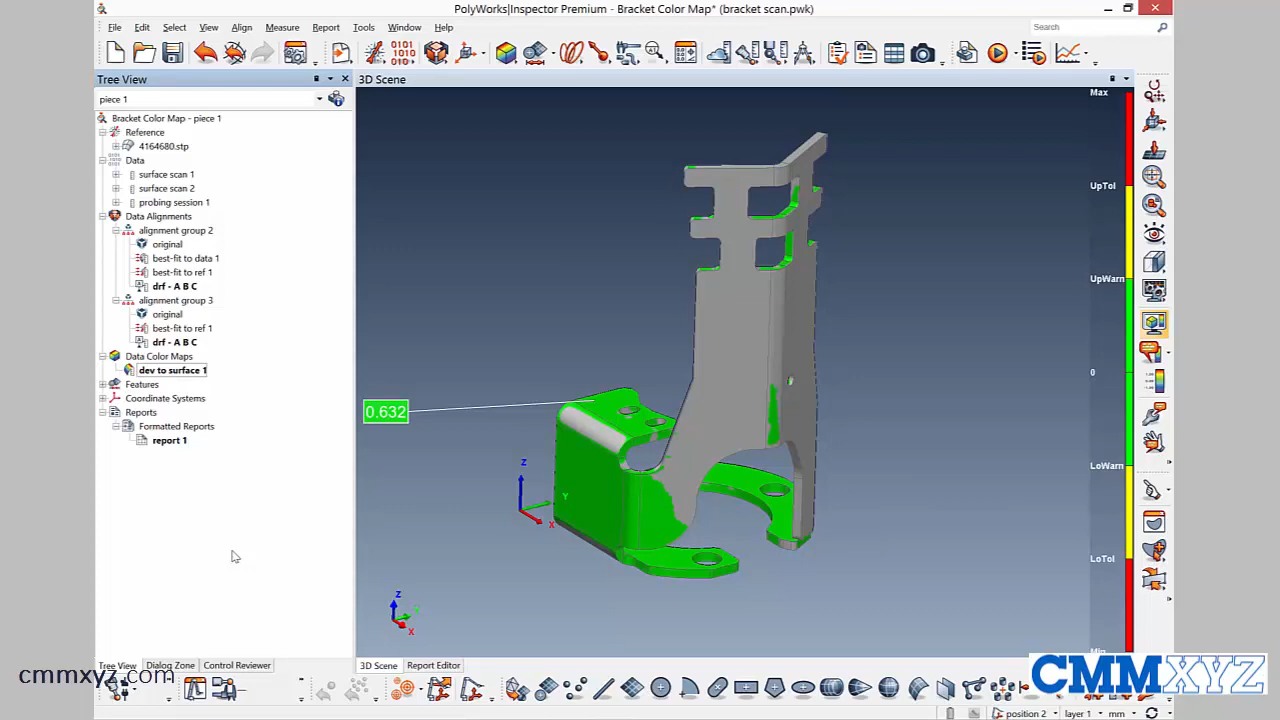 PolyWorks|Inspector Premium - Bracket Color Map* (bracket scan.pwk)
File Edit Select View Align Measure Report Tools Window Help
Search
Tree View
3D Scene
piece 1
Bracket Color Map - piece 1
Reference
4164680.stp
Data
surface scan 1
surface scan 2
probing session 1
Data Alignments
alignment group 2
original
best-fit to data 1
best-fit to ref 1
drf - A B C
alignment group 3
original
best-fit to ref 1
drf - A B C
Data Color Maps
dev to surface 1
Features
Coordinate Systems
Reports
Formatted Reports
report 1
Max
UpTol
UpWarn
0
LoWarn
LoTol
Min
0.632
Z
Y
X
Z
Y
X
Tree View Dialog Zone Control Reviewer
3D Scene Report Editor
cmmxyz.com
CMMXYZ
position 2 layer 1 mm